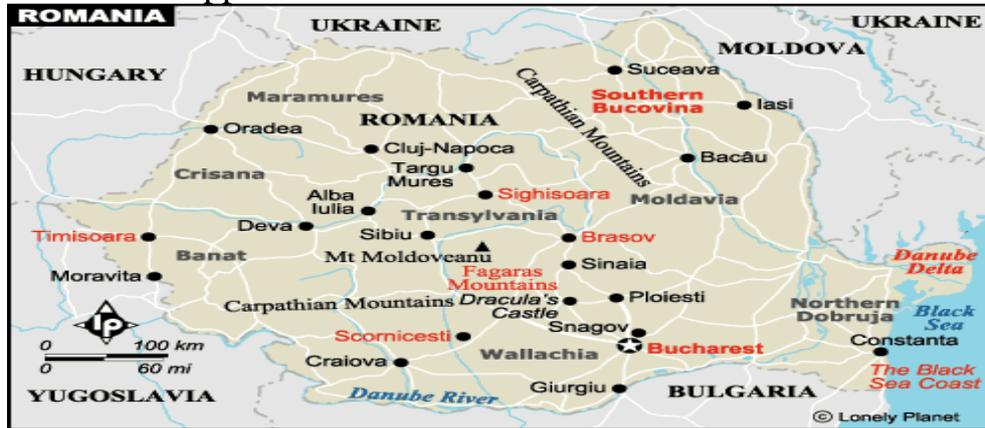 ROMANIA
UKRAINE
UKRAINE
MOLDOVA
HUNGARY
Suceava
Carpathian Mountains
Southern
Bucovina
Iasi
Maramures
ROMANIA
Oradea
Cluj-Napoca
Bacâu
Targu
Mures
Crisana
Sighisoara
Moldavia
Alba
Iulia
Transylvania
Deva
Sibiu
Timisoara
Brasov
Banat
Mt Moldoveanu
Danube
Delta
Sinaia
Fagaras
Mountains
Moravita
Carpathian Mountains
Dracula's
Castle
Ploiesti
Northern
Dobruja
Black
Sea
lp
Snagov
Scornicesti
Constanta
0 100 km
0 60 mi
Wallachia
Bucharest
Craiova
The Black
Sea Coast
YUGOSLAVIA
Danube River
Giurgiu
BULGARIA
© Lonely Planet